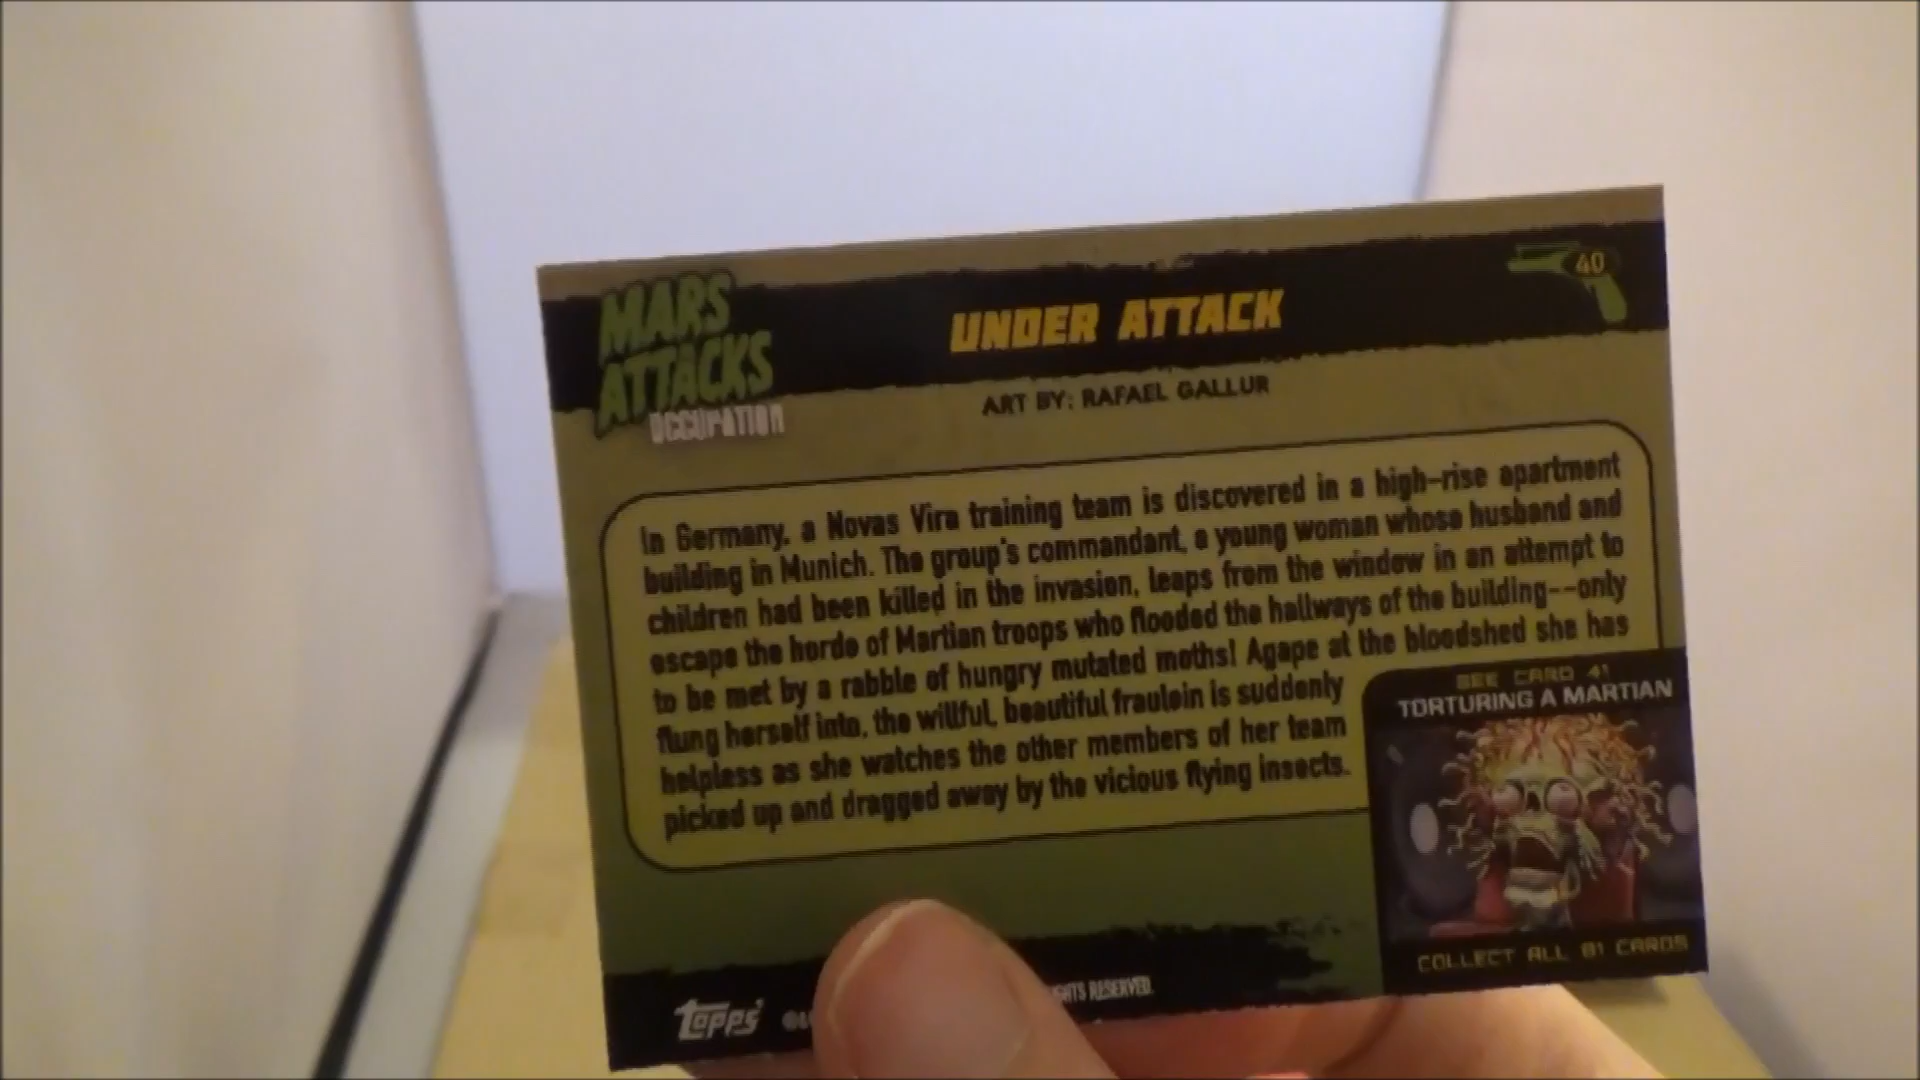 MARS
ATTACKS
OCCUPATION
UNDER ATTACK
40
ART BY: RAFAEL GALLUR
In Germany, a Novas Vira training team is discovered in a high-rise apartment
building in Munich. The group's commandant, a young woman whose husband and
children had been killed in the invasion, leaps from the window in an attempt to
escape the horde of Martian troops who flooded the hallways of the building--only
to be met by a rabble of hungry mutated moths! Agape at the bloodshed she has
flung herself into, the willful, beautiful fraulein is suddenly
helpless as she watches the other members of her team
picked up and dragged away by the vicious flying insects.
SEE CARD 41
TORTURING A MARTIAN
COLLECT ALL 81 CARDS
Topps
RESERVED.